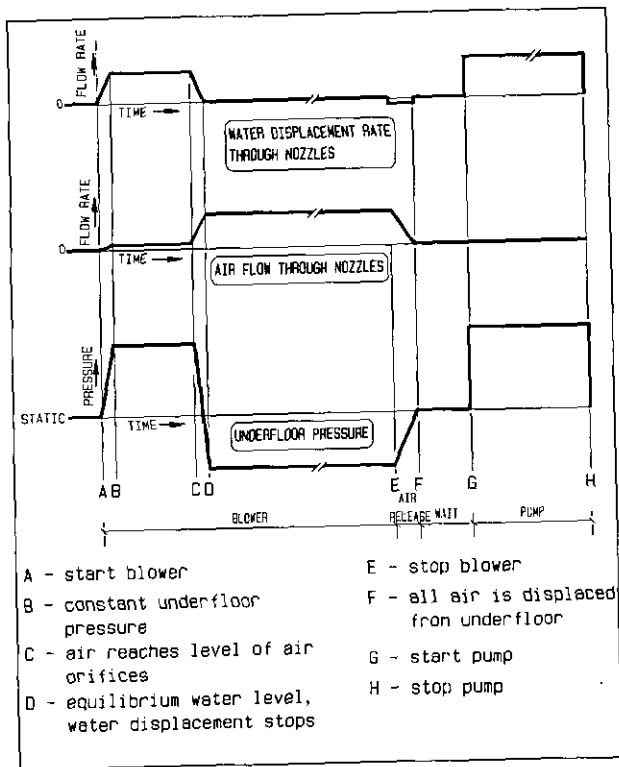 FLOW RATE
0
TIME
WATER DISPLACEMENT RATE
THROUGH NOZZLES
FLOW RATE
0
TIME
AIR FLOW THROUGH NOZZLES
PRESSURE
STATIC
TIME
UNDERFLOOR PRESSURE
A B C D E F G H
AIR
BLOWER RELEASE WAIT PUMP
A - start blower
B - constant underfloor
pressure
C - air reaches level of air
orifices
D - equilibrium water level,
water displacement stops
E - stop blower
F - all air is displaced
from underfloor
G - start pump
H - stop pump